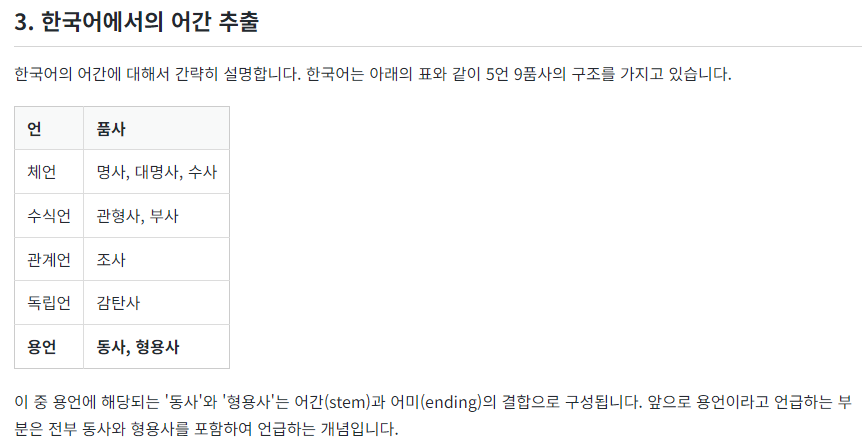 3. 한국어에서의 어간 추출
한국어의 어간에 대해서 간략히 설명합니다. 한국어는 아래의 표와 같이 5언 9품사의 구조를 가지고 있습니다.
언 품사
체언 명사, 대명사, 수사
수식언 관형사, 부사
관계언 조사
독립언 감탄사
용언 동사, 형용사
이 중 용언에 해당되는 '동사'와 '형용사'는 어간(stem)과 어미(ending)의 결합으로 구성됩니다. 앞으로 용언이라고 언급하는 부
분은 전부 동사와 형용사를 포함하여 언급하는 개념입니다.